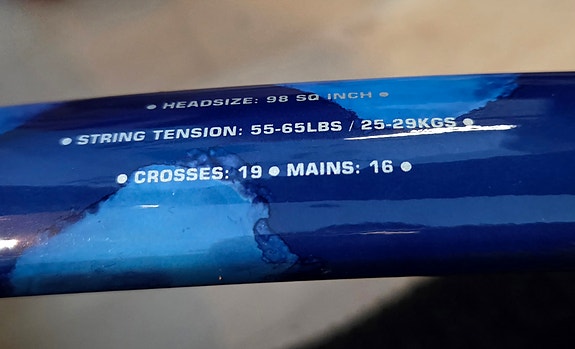 ● HEADSIZE: 98 SQ INCH ●
● STRING TENSION: 55-65LBS / 25-29KGS ●
● CROSSES: 19 ● MAINS: 16 ●